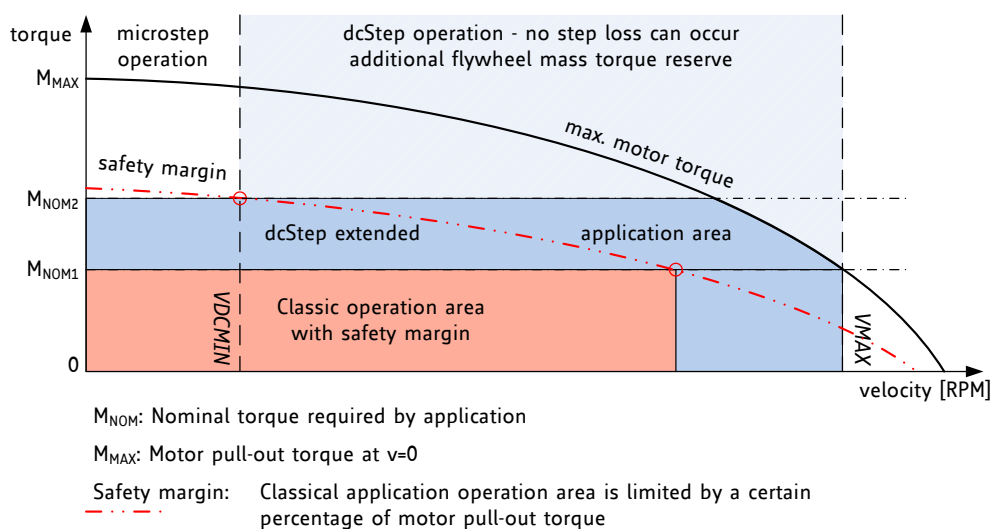 torque
microstep
operation
dcStep operation - no step loss can occur
additional flywheel mass torque reserve
MMAX
max. motor torque
safety margin
MNOM2
dcStep extended
application area
MNOM1
Classic operation area
with safety margin
VDCMIN
VMAX
0
velocity [RPM]
MNOM: Nominal torque required by application
MMAX: Motor pull-out torque at v=0
Safety margin: Classical application operation area is limited by a certain
percentage of motor pull-out torque